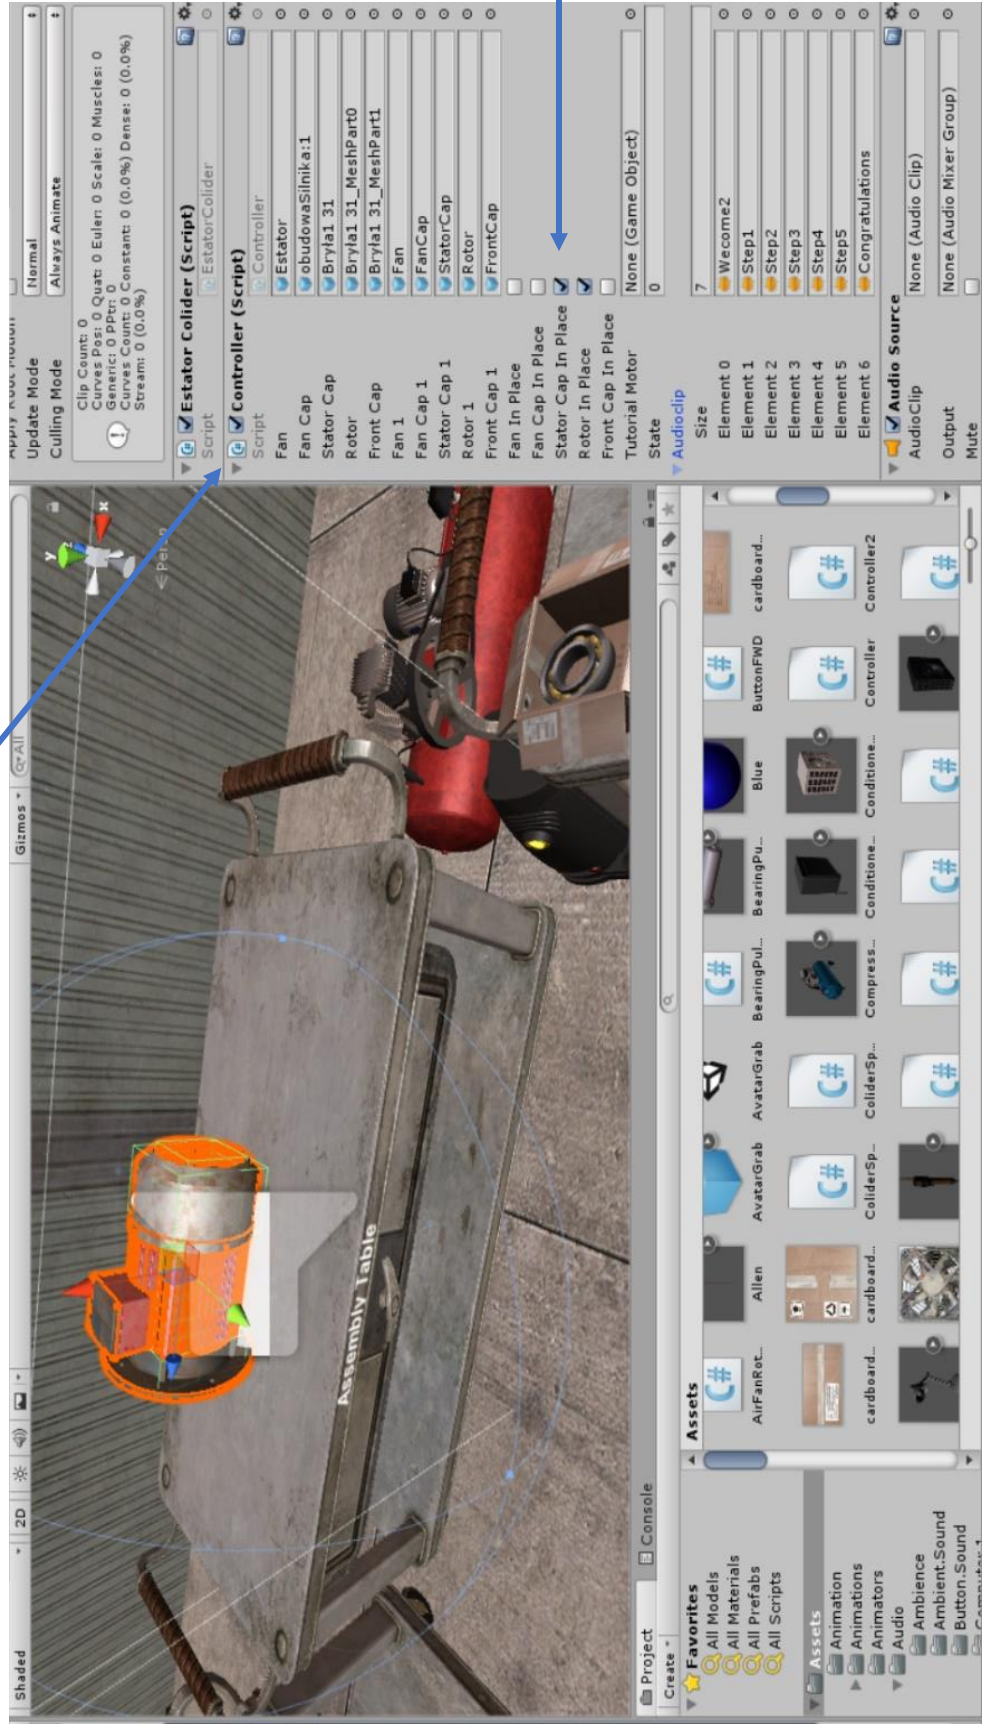 Shaded
2D
Gizmos
All
Persp
y
z
x
Assembly Table
Project
Console
Create
Favorites
All Models
All Materials
All Prefabs
All Scripts
Assets
Animation
Animations
Animators
Audio
Ambience
Ambient.Sound
Button.Sound
Computer 1
Assets
AirFanRot...
Allen
AvatarGrab
AvatarGrab
BearingPul...
BearingPu...
Blue
ButtonFWD
cardboard...
cardboard...
cardboard...
ColiderSp...
ColiderSp...
Compress...
Conditione...
Conditione...
Controller
Controller2
Apply Root Motion
Update Mode Normal
Culling Mode Always Animate
Clip Count: 0
Curves Pos: 0 Quat: 0 Euler: 0 Scale: 0 Muscles: 0
Generic: 0 PPtr: 0
Curves Count: 0 Constant: 0 (0.0%) Dense: 0 (0.0%)
Stream: 0 (0.0%)
Estator Colider (Script)
Script EstatorColider
Controller (Script)
Script Controller
Fan Estator
Fan Cap obudowaSilnika:1
Stator Cap Bryła1 31
Rotor Bryła1 31_MeshPart0
Front Cap Bryła1 31_MeshPart1
Fan 1 Fan
Fan Cap 1 FanCap
Stator Cap 1 StatorCap
Rotor 1 Rotor
Front Cap 1 FrontCap
Fan In Place
Fan Cap In Place
Stator Cap In Place
Rotor In Place
Front Cap In Place
Tutorial Motor None (Game Object)
State 0
Audioclip
Size 7
Element 0 Wecome2
Element 1 Step1
Element 2 Step2
Element 3 Step3
Element 4 Step4
Element 5 Step5
Element 6 Congratulations
Audio Source
AudioClip None (Audio Clip)
Output None (Audio Mixer Group)
Mute